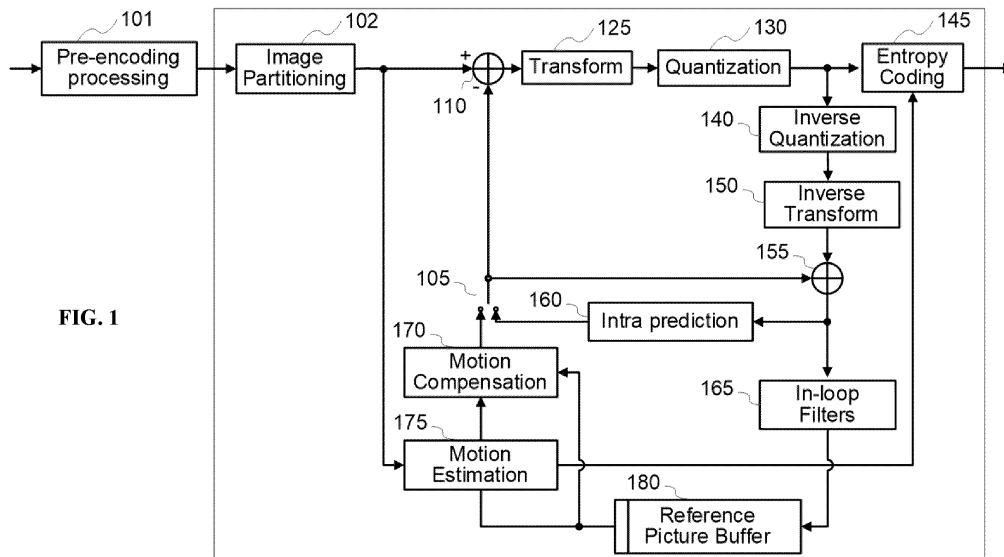 101
Pre-encoding
processing
102
Image
Partitioning
+
-
110
125
Transform
130
Quantization
145
Entropy
Coding
140
Inverse
Quantization
150
Inverse
Transform
155
105
160
Intra prediction
FIG. 1
170
Motion
Compensation
165
In-loop
Filters
175
Motion
Estimation
180
Reference
Picture Buffer